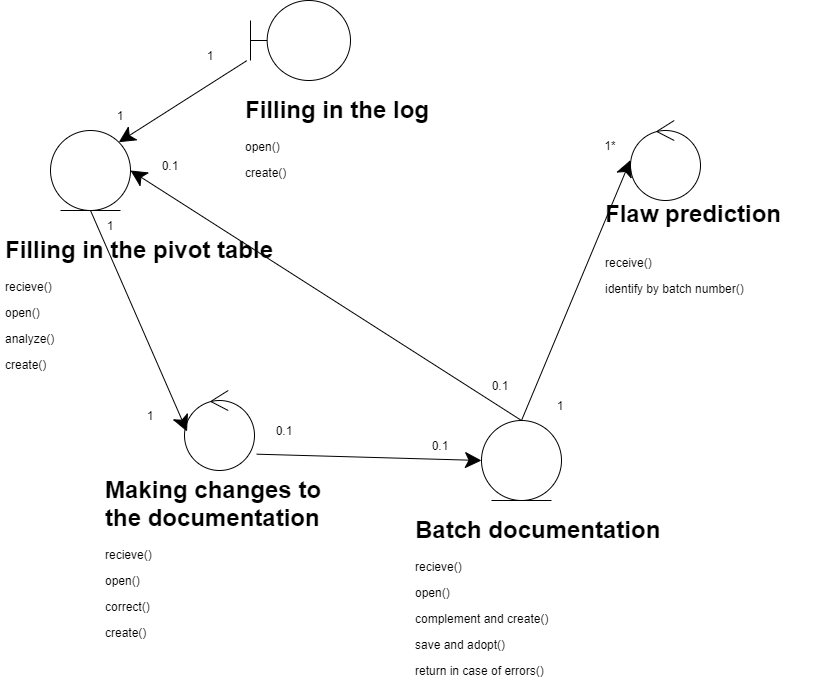 1
1
Filling in the log
open()
create()
0.1
1*
1
Flaw prediction
receive()
identify by batch number()
Filling in the pivot table
recieve()
open()
analyze()
create()
0.1
1
1
0.1
0.1
Making changes to
the documentation
recieve()
open()
correct()
create()
Batch documentation
recieve()
open()
complement and create()
save and adopt()
return in case of errors()